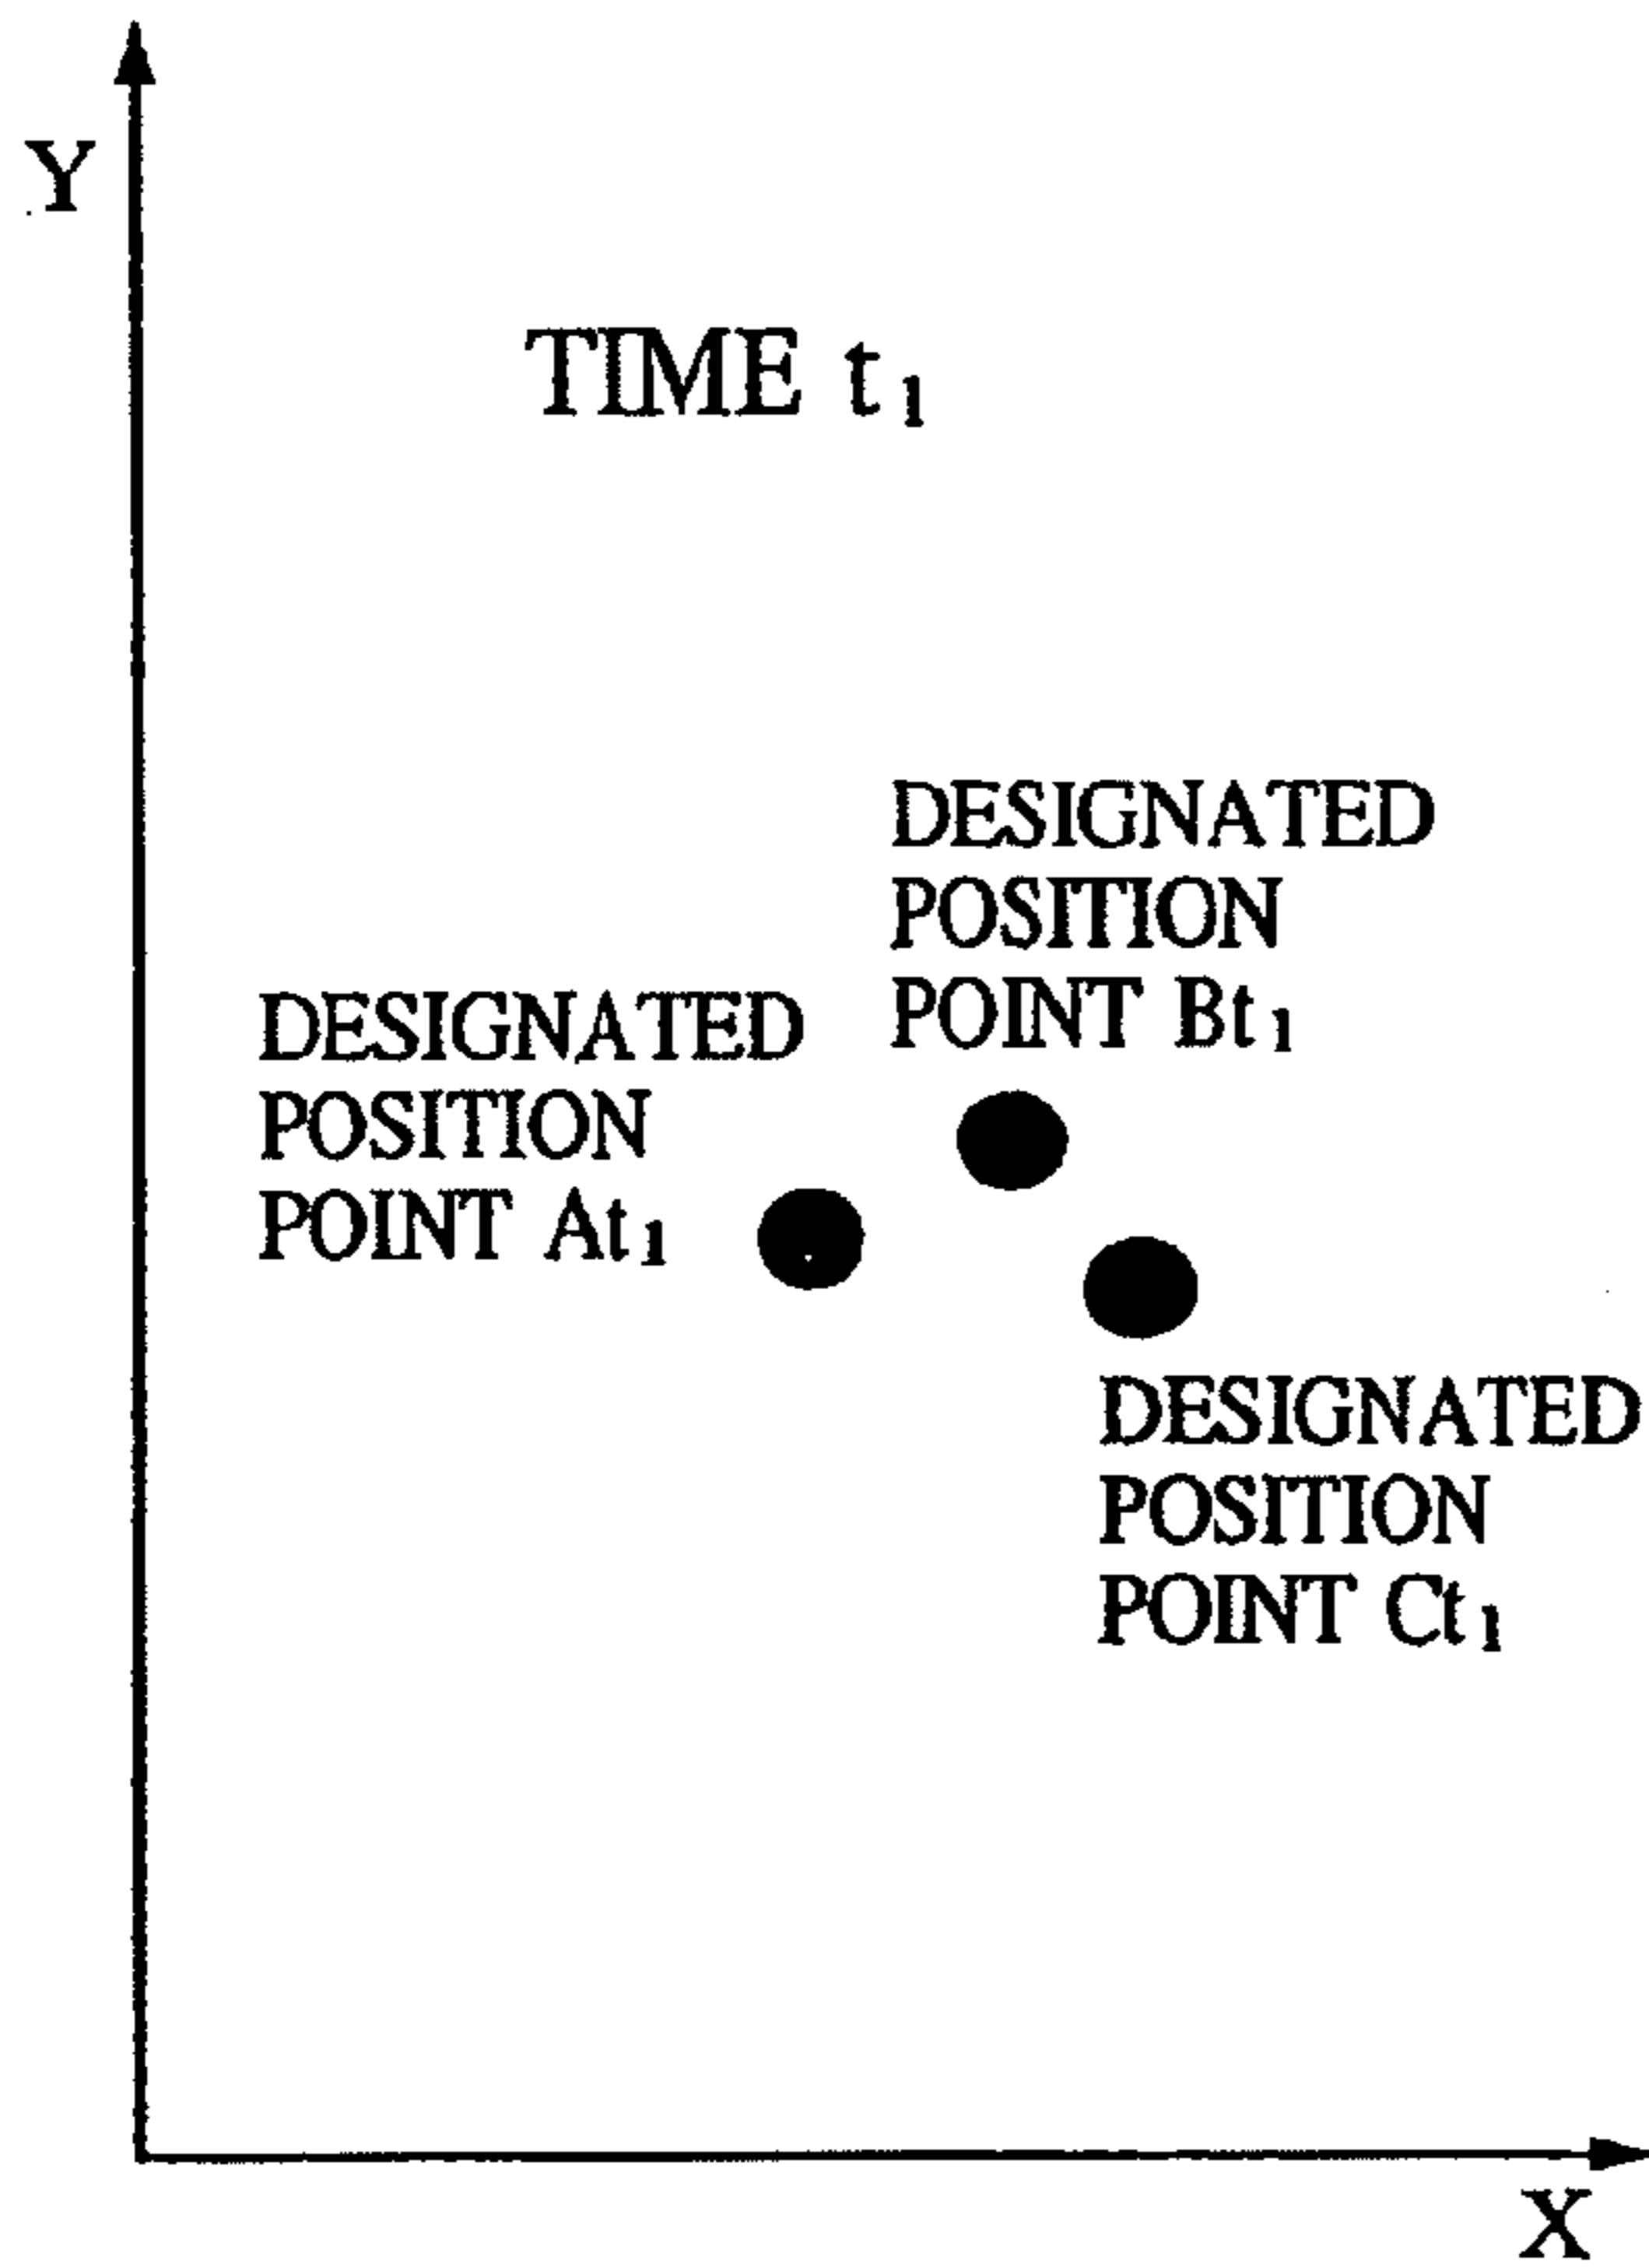 Y
TIME t₁
DESIGNATED
POSITION
POINT Bt₁
DESIGNATED
POSITION
POINT At₁
DESIGNATED
POSITION
POINT Ct₁
X